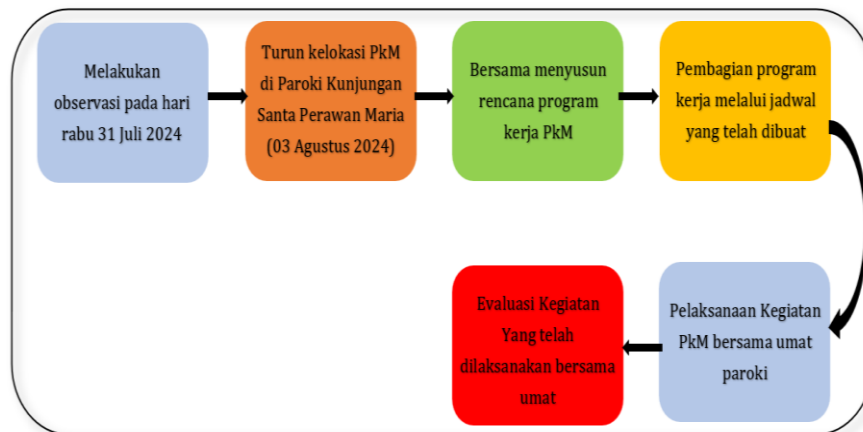 Melakukan
observasi pada hari
rabu 31 Juli 2024
Turun kelokasi PkM
di Paroki Kunjungan
Santa Perawan Maria
(03 Agustus 2024)
Bersama menyusun
rencana program
kerja PkM
Pembagian program
kerja melalui jadwal
yang telah dibuat
Pelaksanaan Kegiatan
PkM bersama umat
paroki
Evaluasi Kegiatan
Yang telah
dilaksanakan bersama
umat